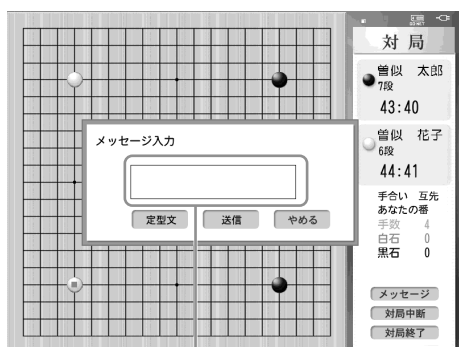 対局
曽似 太郎
7段
43:40
曽似 花子
6段
44:41
手合い 互先
あなたの番
手数 4
白石 0
黒石 0
メッセージ
対局中断
対局終了
メッセージ入力
定型文 送信 やめる